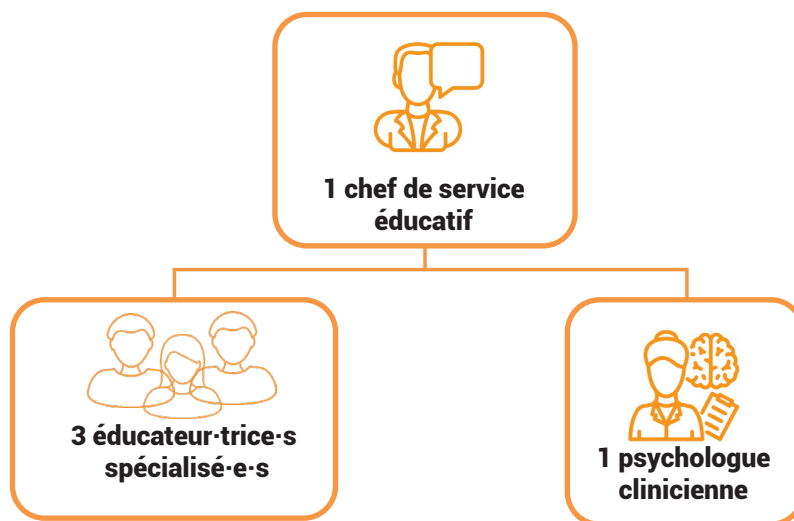 1 chef de service
éducatif
3 éducateur·trice·s
spécialisé·e·s
1 psychologue
clinicienne